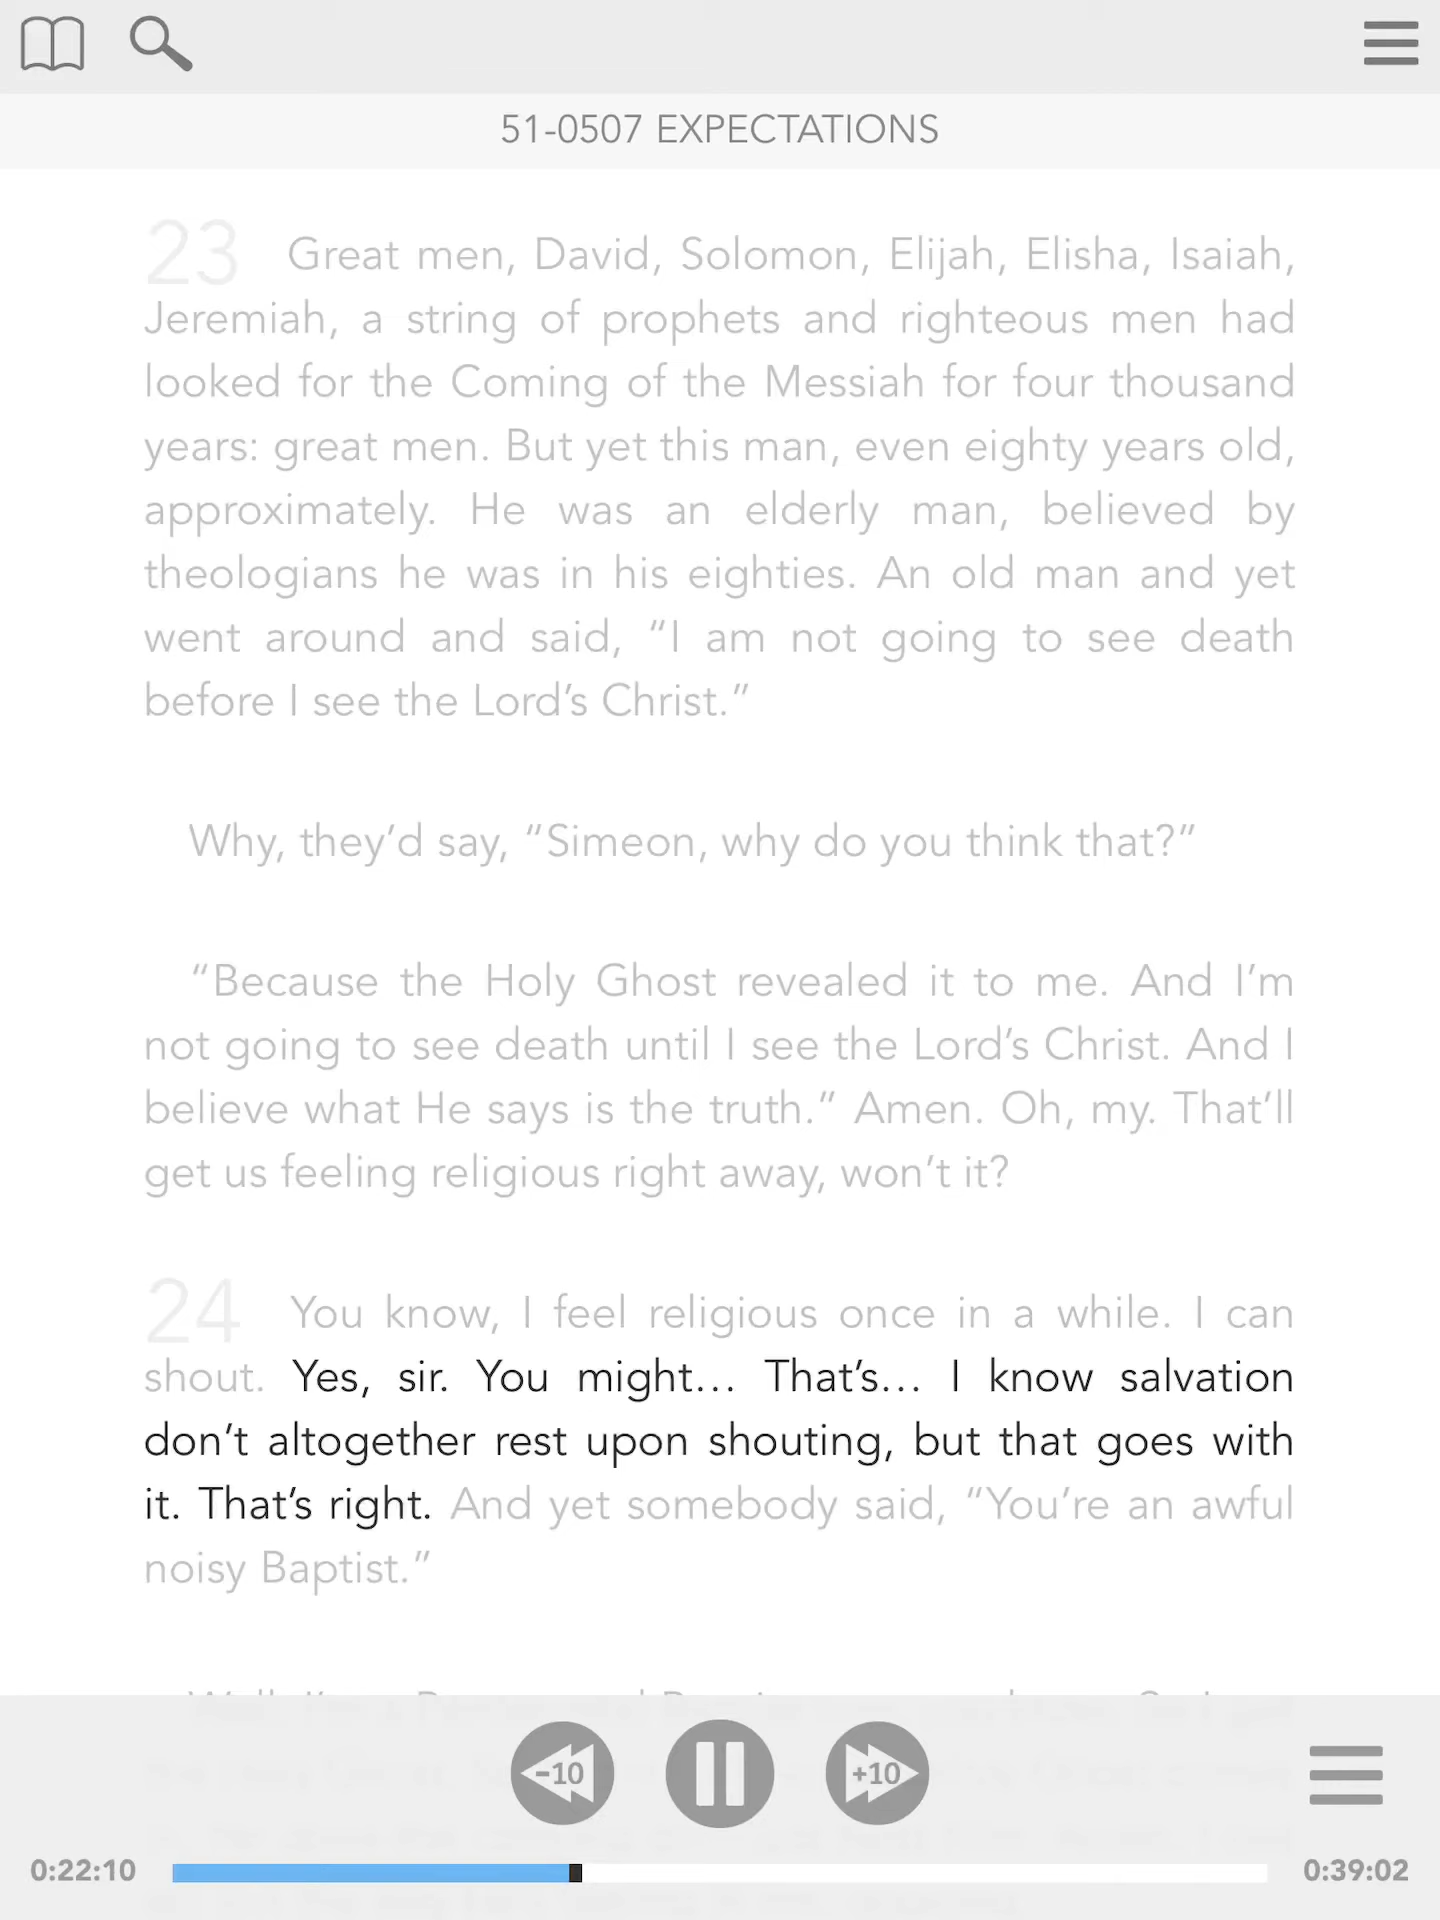 51-0507 EXPECTATIONS
23 Great men, David, Solomon, Elijah, Elisha, Isaiah,
Jeremiah, a string of prophets and righteous men had
looked for the Coming of the Messiah for four thousand
years: great men. But yet this man, even eighty years old,
approximately. He was an elderly man, believed by
theologians he was in his eighties. An old man and yet
went around and said, “I am not going to see death
before I see the Lord’s Christ.”
Why, they’d say, “Simeon, why do you think that?”
“Because the Holy Ghost revealed it to me. And I’m
not going to see death until I see the Lord’s Christ. And I
believe what He says is the truth.” Amen. Oh, my. That’ll
get us feeling religious right away, won’t it?
24 You know, I feel religious once in a while. I can
shout. Yes, sir. You might… That’s… I know salvation
don’t altogether rest upon shouting, but that goes with
it. That’s right. And yet somebody said, “You’re an awful
noisy Baptist.”
-10 +10
0:22:10 0:39:02